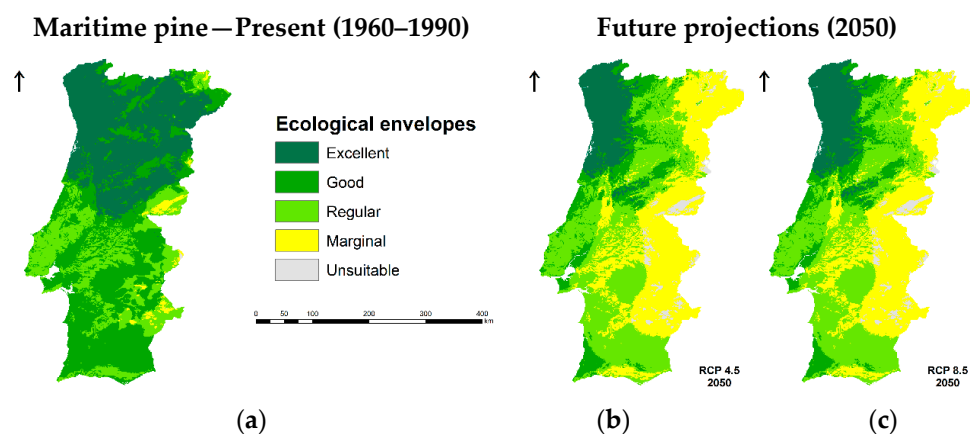 Maritime pine—Present (1960–1990)
Future projections (2050)
Ecological envelopes
Excellent
Good
Regular
Marginal
Unsuitable
0 50 100 200 300 400
km
RCP 4.5
2050
RCP 8.5
2050
(a)
(b)
(c)